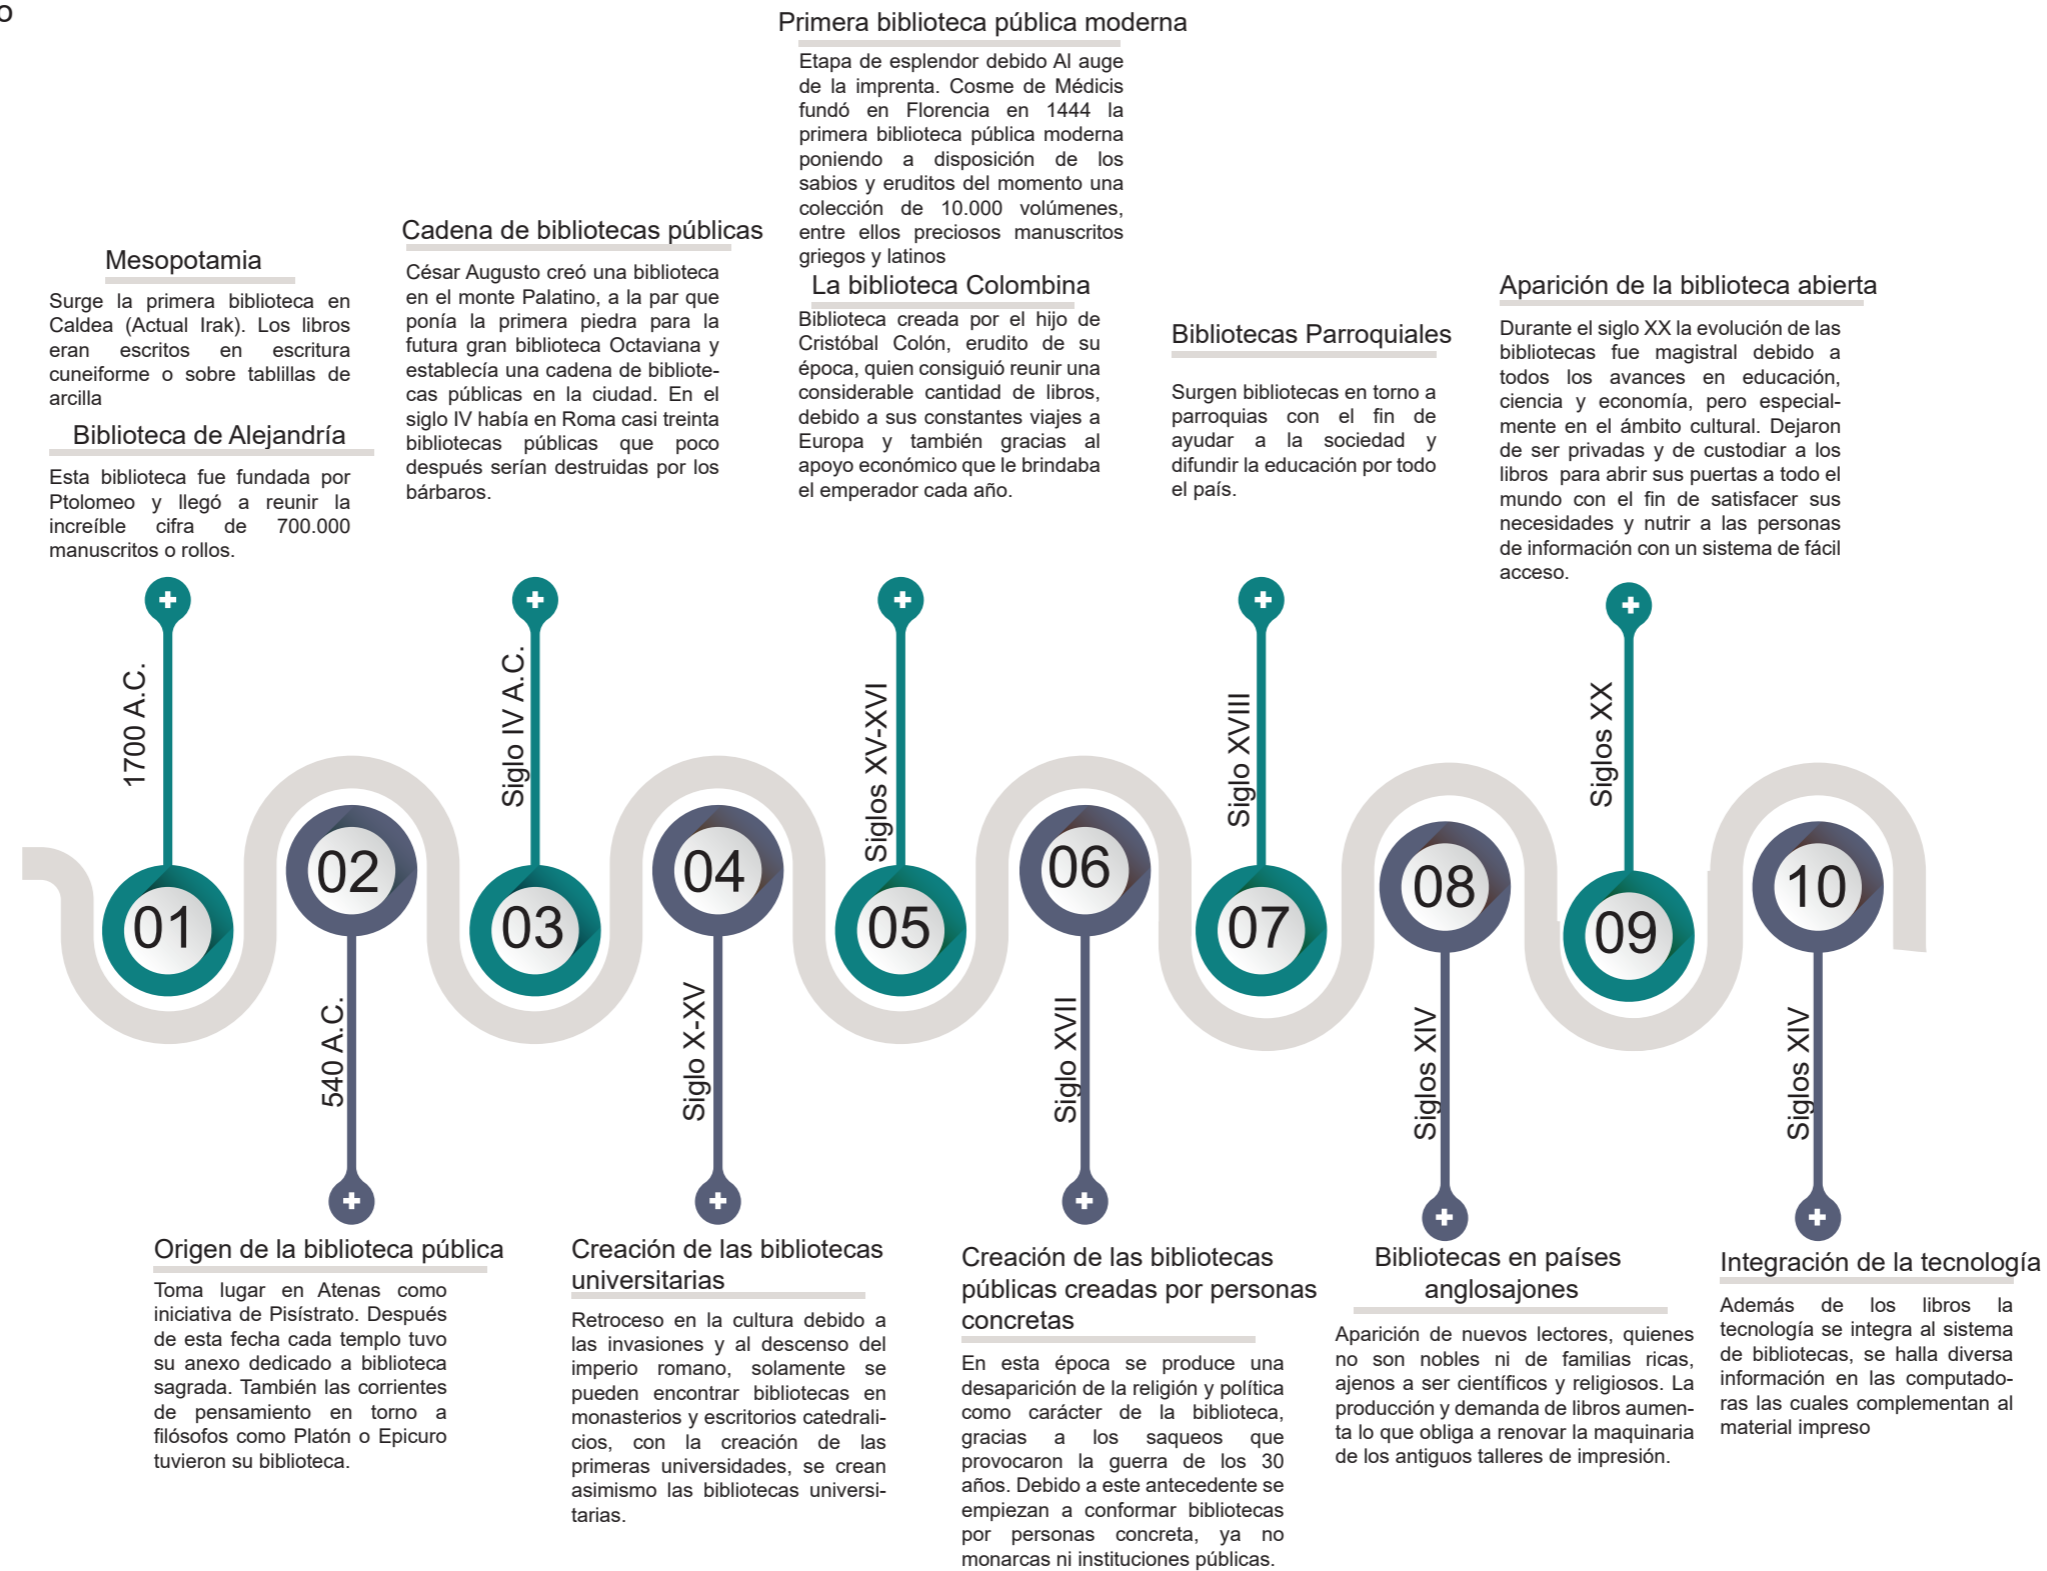 o
Mesopotamia
Surge la primera biblioteca en
Caldea (Actual Irak). Los libros
eran escritos en escritura
cuneiforme o sobre tablillas de
arcilla
Biblioteca de Alejandría
Esta biblioteca fue fundada por
Ptolomeo y llegó a reunir la
increíble cifra de 700.000
manuscritos o rollos.
1700 A.C.
01
02
540 A.C.
Origen de la biblioteca pública
Toma lugar en Atenas como
iniciativa de Pisístrato. Después
de esta fecha cada templo tuvo
su anexo dedicado a biblioteca
sagrada. También las corrientes
de pensamiento en torno a
filósofos como Platón o Epicuro
tuvieron su biblioteca.
Cadena de bibliotecas públicas
César Augusto creó una biblioteca
en el monte Palatino, a la par que
ponía la primera piedra para la
futura gran biblioteca Octaviana y
establecía una cadena de bibliote-
cas públicas en la ciudad. En el
siglo IV había en Roma casi treinta
bibliotecas públicas que poco
después serían destruidas por los
bárbaros.
Siglo IV A.C.
03
04
Siglo X-XV
Creación de las bibliotecas
universitarias
Retroceso en la cultura debido a
las invasiones y al descenso del
imperio romano, solamente se
pueden encontrar bibliotecas en
monasterios y escritorios catedrali-
cios, con la creación de las
primeras universidades, se crean
asimismo las bibliotecas universi-
tarias.
Primera biblioteca pública moderna
Etapa de esplendor debido Al auge
de la imprenta. Cosme de Médicis
fundó en Florencia en 1444 la
primera biblioteca pública moderna
poniendo a disposición de los
sabios y eruditos del momento una
colección de 10.000 volúmenes,
entre ellos preciosos manuscritos
griegos y latinos
La biblioteca Colombina
Biblioteca creada por el hijo de
Cristóbal Colón, erudito de su
época, quien consiguió reunir una
considerable cantidad de libros,
debido a sus constantes viajes a
Europa y también gracias al
apoyo económico que le brindaba
el emperador cada año.
Siglos XV-XVI
05
06
Siglo XVII
Creación de las bibliotecas
públicas creadas por personas
concretas
En esta época se produce una
desaparición de la religión y política
como carácter de la biblioteca,
gracias a los saqueos que
provocaron la guerra de los 30
años. Debido a este antecedente se
empiezan a conformar bibliotecas
por personas concreta, ya no
monarcas ni instituciones públicas.
Bibliotecas Parroquiales
Surgen bibliotecas en torno a
parroquias con el fin de
ayudar a la sociedad y
difundir la educación por todo
el país.
Siglo XVIII
07
08
Siglos XIV
Bibliotecas en países
anglosajones
Aparición de nuevos lectores, quienes
no son nobles ni de familias ricas,
ajenos a ser científicos y religiosos. La
producción y demanda de libros aumen-
ta lo que obliga a renovar la maquinaria
de los antiguos talleres de impresión.
Aparición de la biblioteca abierta
Durante el siglo XX la evolución de las
bibliotecas fue magistral debido a
todos los avances en educación,
ciencia y economía, pero especial-
mente en el ámbito cultural. Dejaron
de ser privadas y de custodiar a los
libros para abrir sus puertas a todo el
mundo con el fin de satisfacer sus
necesidades y nutrir a las personas
de información con un sistema de fácil
acceso.
Siglos XX
09
10
Siglos XIV
Integración de la tecnología
Además de los libros la
tecnología se integra al sistema
de bibliotecas, se halla diversa
información en las computado-
ras las cuales complementan al
material impreso